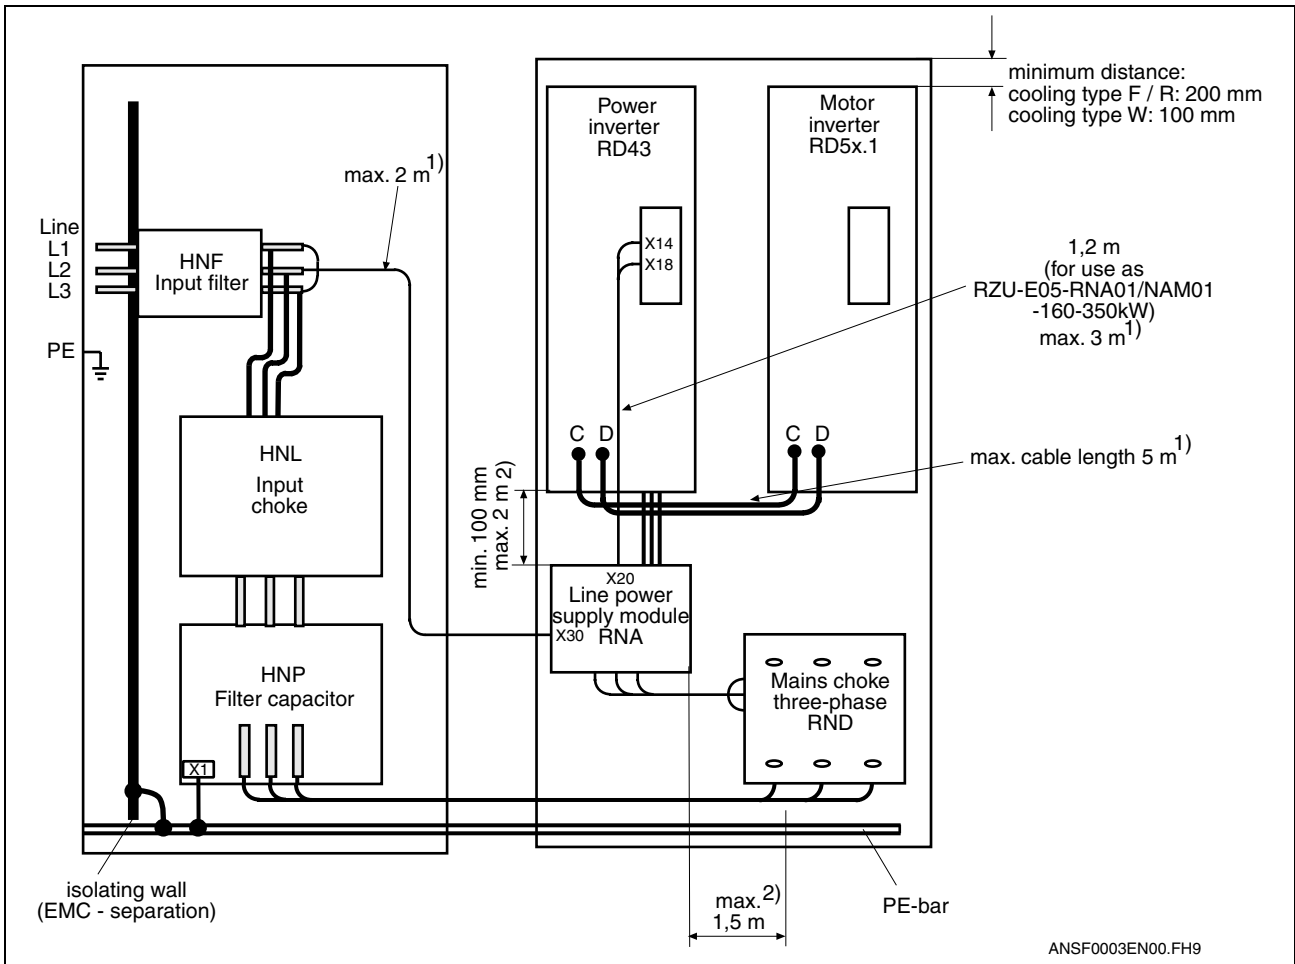 minimum distance:
cooling type F / R: 200 mm
cooling type W: 100 mm
Power
inverter
RD43
Motor
inverter
RD5x.1
max. 2 m1)
Line
L1
L2
L3
PE
HNF
Input filter
X14
X18
1,2 m
(for use as
RZU-E05-RNA01/NAM01
-160-350kW)
max. 3 m1)
HNL
Input
choke
C D
C D
max. cable length 5 m1)
min. 100 mm
max. 2 m 2)
X20
Line power
supply module
X30 RNA
HNP
Filter capacitor
X1
Mains choke
three-phase
RND
isolating wall
(EMC - separation)
max.2)
1,5 m
PE-bar
ANSF0003EN00.FH9